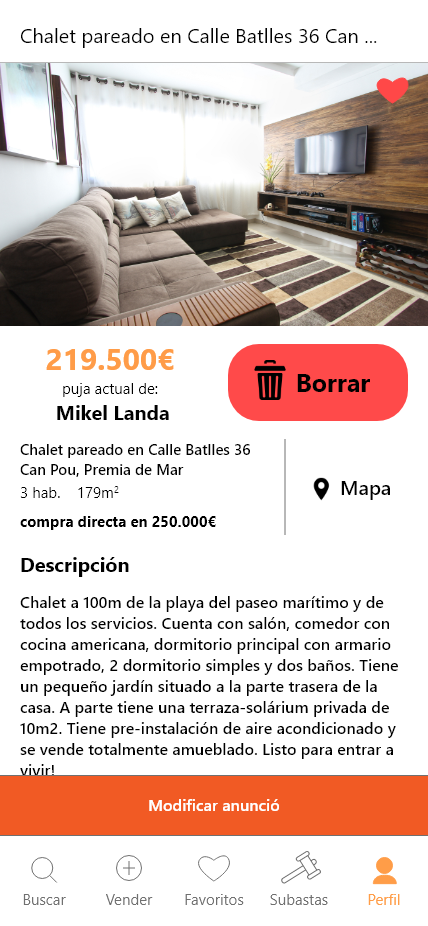 Chalet pareado en Calle Batlles 36 Can ...
219.500€
puja actual de:
Mikel Landa
Borrar
Chalet pareado en Calle Batlles 36
Can Pou, Premia de Mar
3 hab. 179m²
compra directa en 250.000€
Mapa
Descripción
Chalet a 100m de la playa del paseo marítimo y de
todos los servicios. Cuenta con salón, comedor con
cocina americana, dormitorio principal con armario
empotrado, 2 dormitorio simples y dos baños. Tiene
un pequeño jardín situado a la parte trasera de la
casa. A parte tiene una terraza-solárium privada de
10m2. Tiene pre-instalación de aire acondicionado y
se vende totalmente amueblado. Listo para entrar a
vivir!
Modificar anunció
Buscar
Vender
Favoritos
Subastas
Perfil